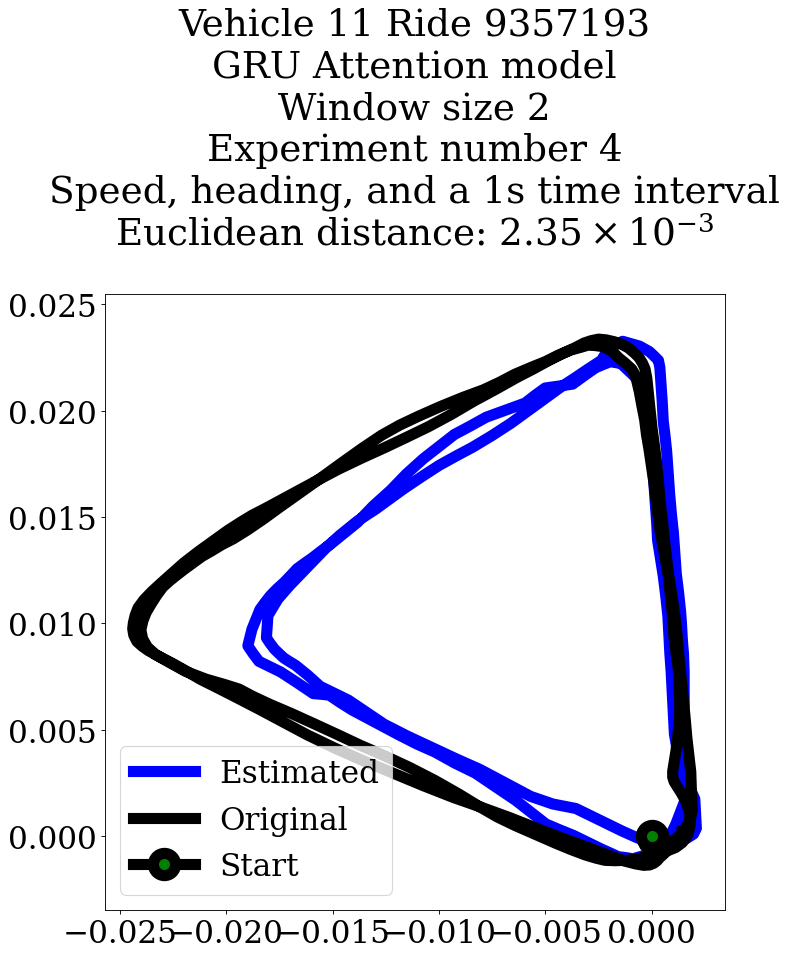 Vehicle 11 Ride 9357193
GRU Attention model
Window size 2
Experiment number 4
Speed, heading, and a 1s time interval
Euclidean distance: 2.35 × 10⁻³
0.025
0.020
0.015
0.010
0.005
0.000
Estimated
Original
Start
−0.025 −0.020 −0.015 −0.010 −0.005 0.000